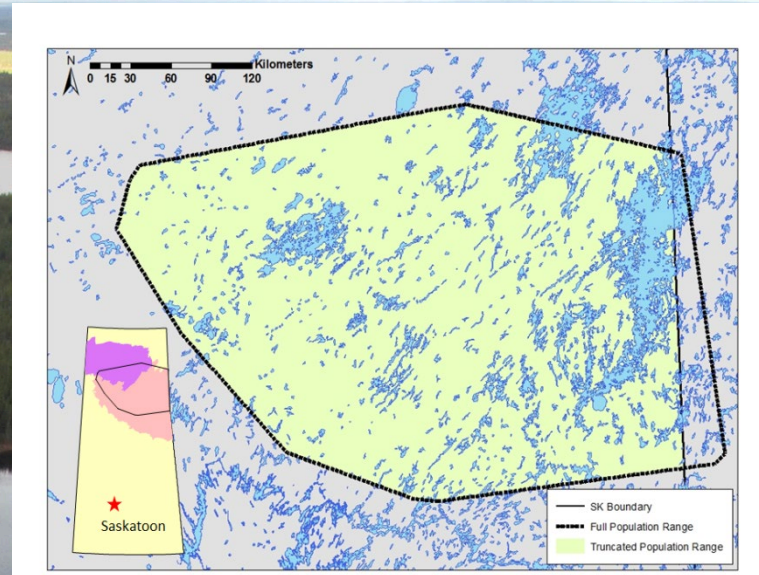 N
Kilometers
0 15 30 60 90 120
Saskatoon
SK Boundary
Full Population Range
Truncated Population Range